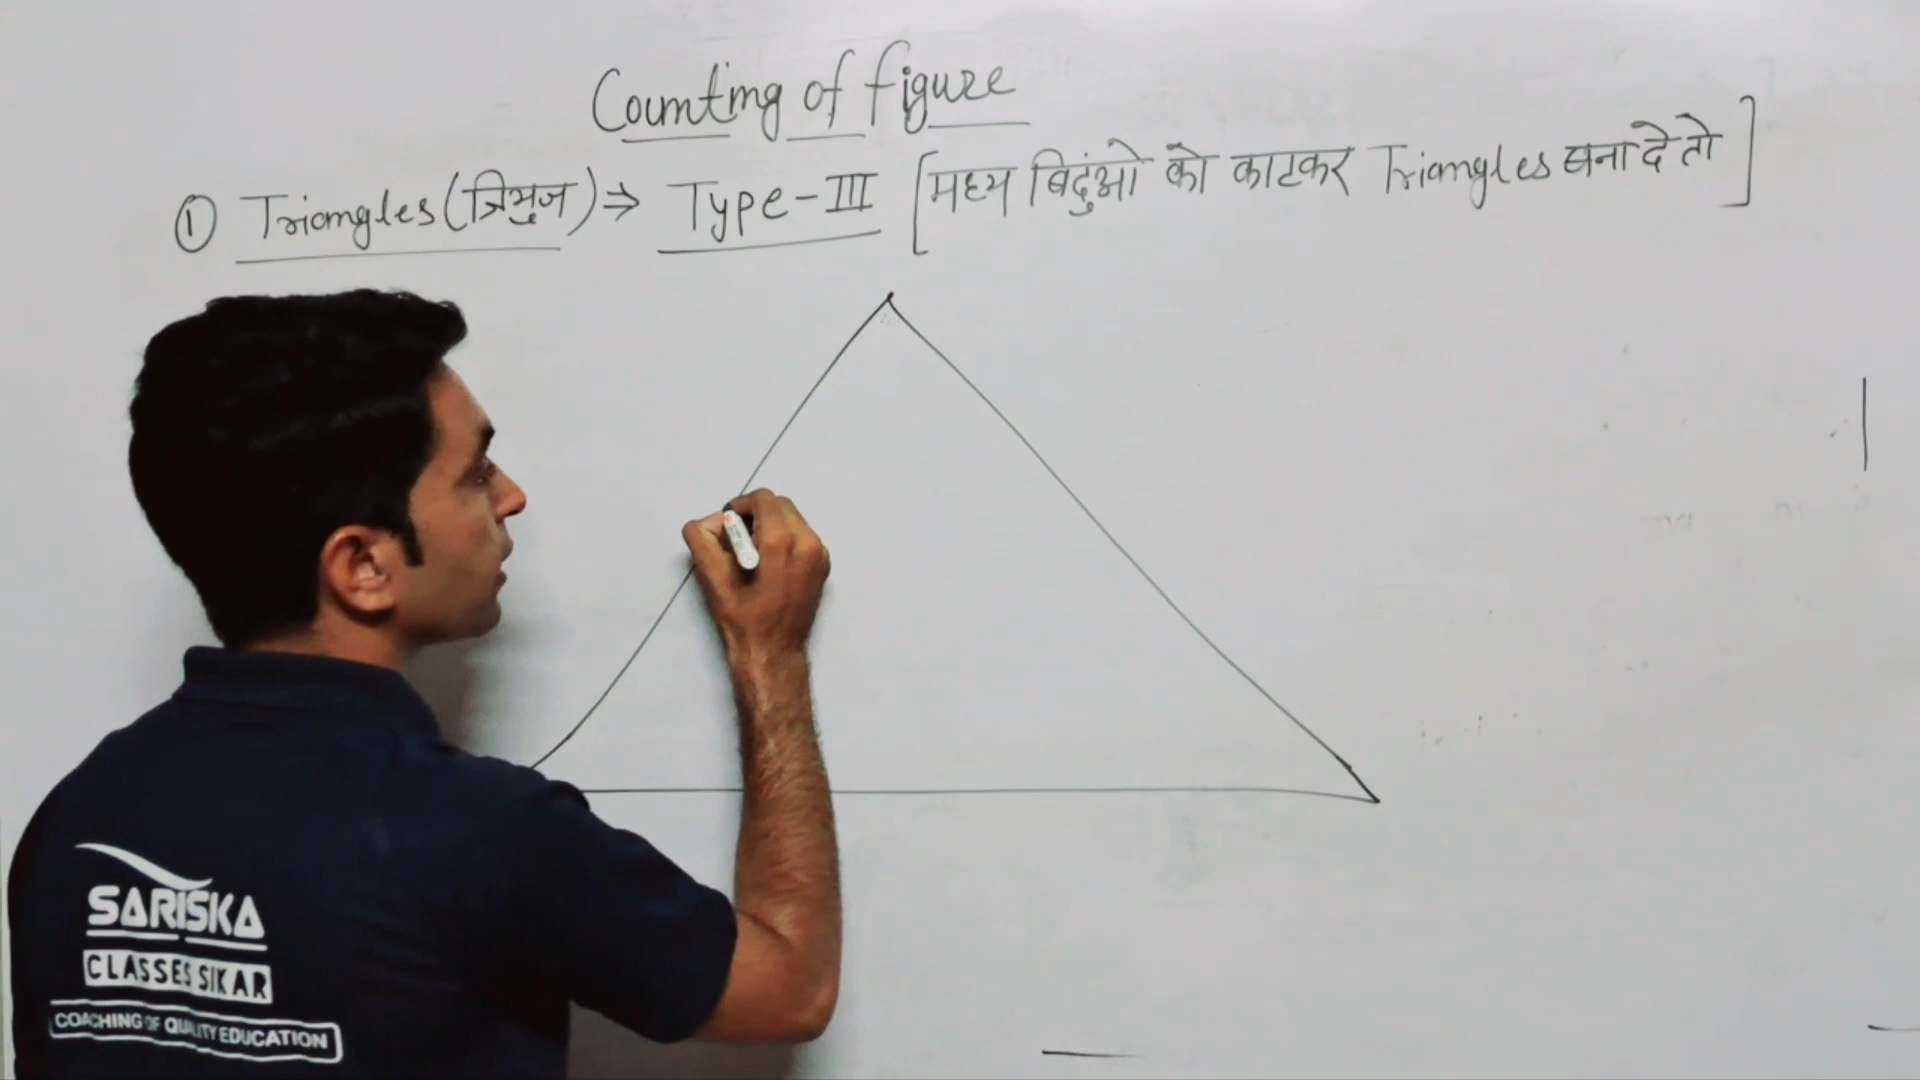 Counting of figure
① Triangles (त्रिभुज) ⇒ Type-III [मध्य बिदुंओ को काटकर Triangles बना दे तो]
SARISKA
CLASSES SIKAR
COACHING OF QUALITY EDUCATION